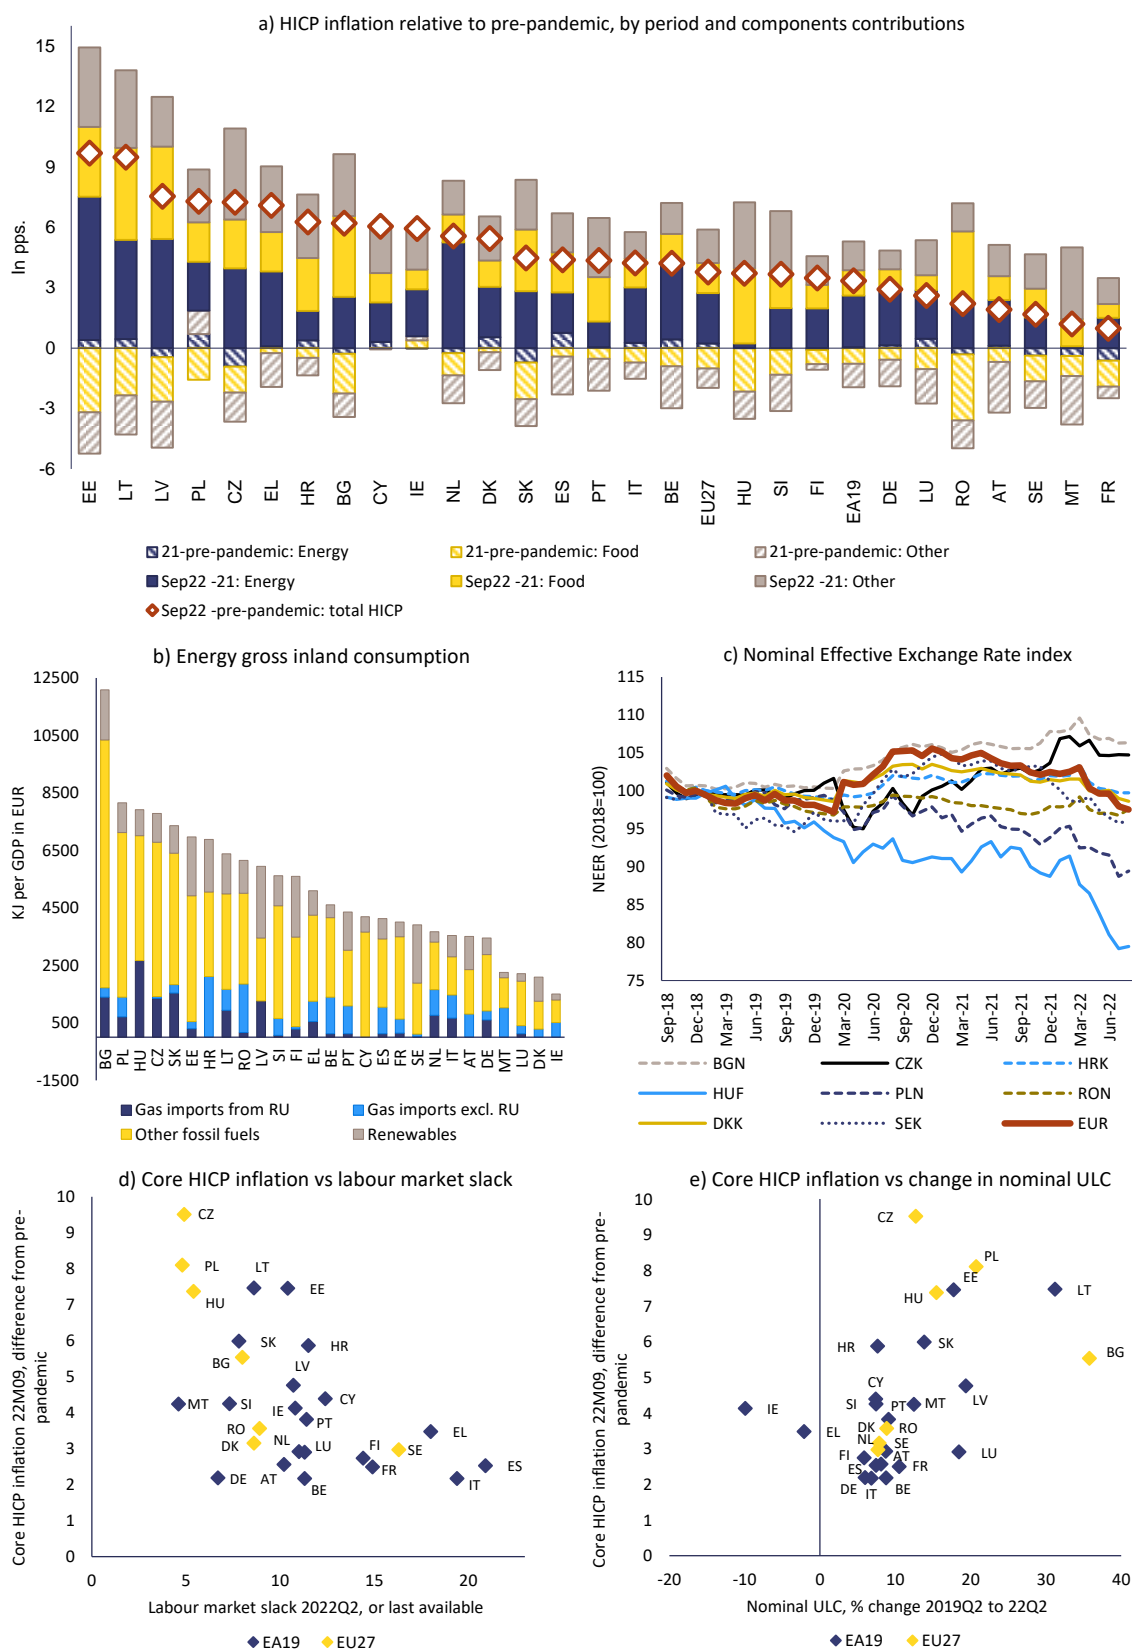 a) HICP inflation relative to pre-pandemic, by period and components contributions
In pps.
15
12
9
6
3
0
-3
-6
EE LT LV PL CZ EL HR BG CY IE NL DK SK ES PT IT BE EU27 HU SI FI EA19 DE LU RO AT SE MT FR
21-pre-pandemic: Energy 21-pre-pandemic: Food 21-pre-pandemic: Other
Sep22 -21: Energy Sep22 -21: Food Sep22 -21: Other
Sep22 -pre-pandemic: total HICP
b) Energy gross inland consumption
KJ per GDP in EUR
12500
10500
8500
6500
4500
2500
500
-1500
BG PL HU CZ SK EE HR LT RO LV SI FI EL BE PT CY ES FR SE NL IT AT DE MT LU DK IE
Gas imports from RU Gas imports excl. RU
Other fossil fuels Renewables
c) Nominal Effective Exchange Rate index
NEER (2018=100)
115
110
105
100
95
90
85
80
75
Sep-18 Dec-18 Mar-19 Jun-19 Sep-19 Dec-19 Mar-20 Jun-20 Sep-20 Dec-20 Mar-21 Jun-21 Sep-21 Dec-21 Mar-22 Jun-22
BGN CZK HRK
HUF PLN RON
DKK SEK EUR
d) Core HICP inflation vs labour market slack
Core HICP inflation 22M09, difference from pre-
pandemic
10
9
8
7
6
5
4
3
2
1
0
CZ
PL
LT
EE
HU
SK
HR
BG
LV
MT
SI
IE
CY
RO
PT
EL
DK
NL
LU
FI
SE
DE
AT
BE
FR
IT
ES
0 5 10 15 20
Labour market slack 2022Q2, or last available
EA19 EU27
e) Core HICP inflation vs change in nominal ULC
Core HICP inflation 22M09, difference from pre-
pandemic
10
9
8
7
6
5
4
3
2
1
0
CZ
PL
EE
HU
LT
HR
SK
BG
CY
LV
SI
PT
MT
IE
EL
DK
RO
NL
SE
LU
FI
AT
ES
FR
DE
IT
BE
-20 -10 0 10 20 30 40
Nominal ULC, % change 2019Q2 to 22Q2
EA19 EU27